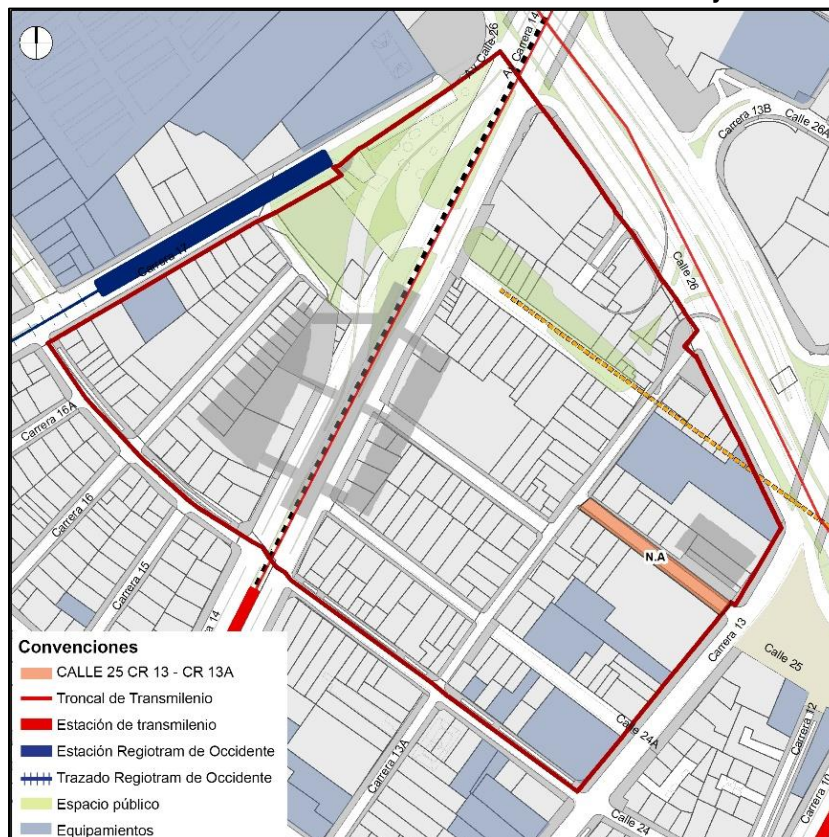 AV Calle 26
AV Carrera 14
Carrera 13B
Calle 26A
Carrera 17
Calle 26
Carrera 16A
Carrera 16
Carrera 15
14
N.A
Carrera 13
Calle 25
Carrera 12
Calle 24A
Carrera 13A
Calle 24
Carrera 10
Convenciones
CALLE 25 CR 13 - CR 13A
Troncal de Transmilenio
Estación de transmilenio
Estación Regiotram de Occidente
Trazado Regiotram de Occidente
Espacio público
Equipamientos